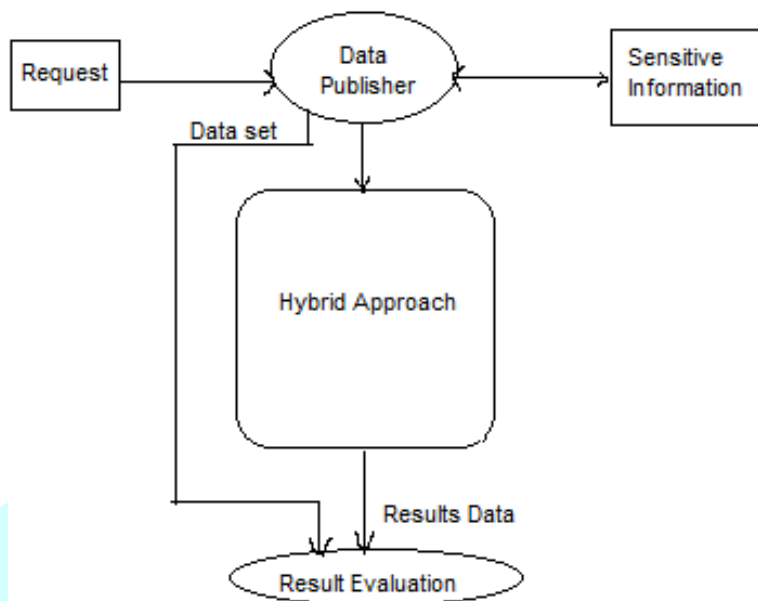 Request
Data
Publisher
Sensitive
Information
Data set
Hybrid Approach
Results Data
Result Evaluation